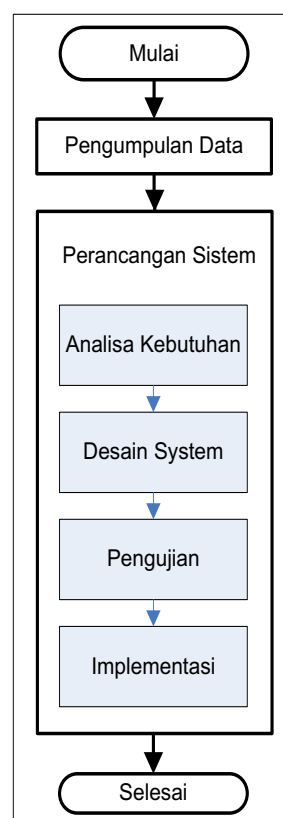 Mulai
Pengumpulan Data
Perancangan Sistem
Analisa Kebutuhan
Desain System
Pengujian
Implementasi
Selesai